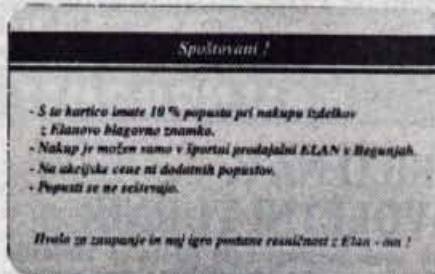 Spoštovani !
- S to kartico imate 10 % popusta pri nakupu izdelkov
z Elanovo blagovno znamko.
- Nakup je možen samo v športni prodajalni ELAN v Begunjah.
- Na akcijske cene ni dodatnih popustov.
- Popusti se ne seštevajo.
Hvala za zaupanje in naj igra postane resničnost z Elan - om !